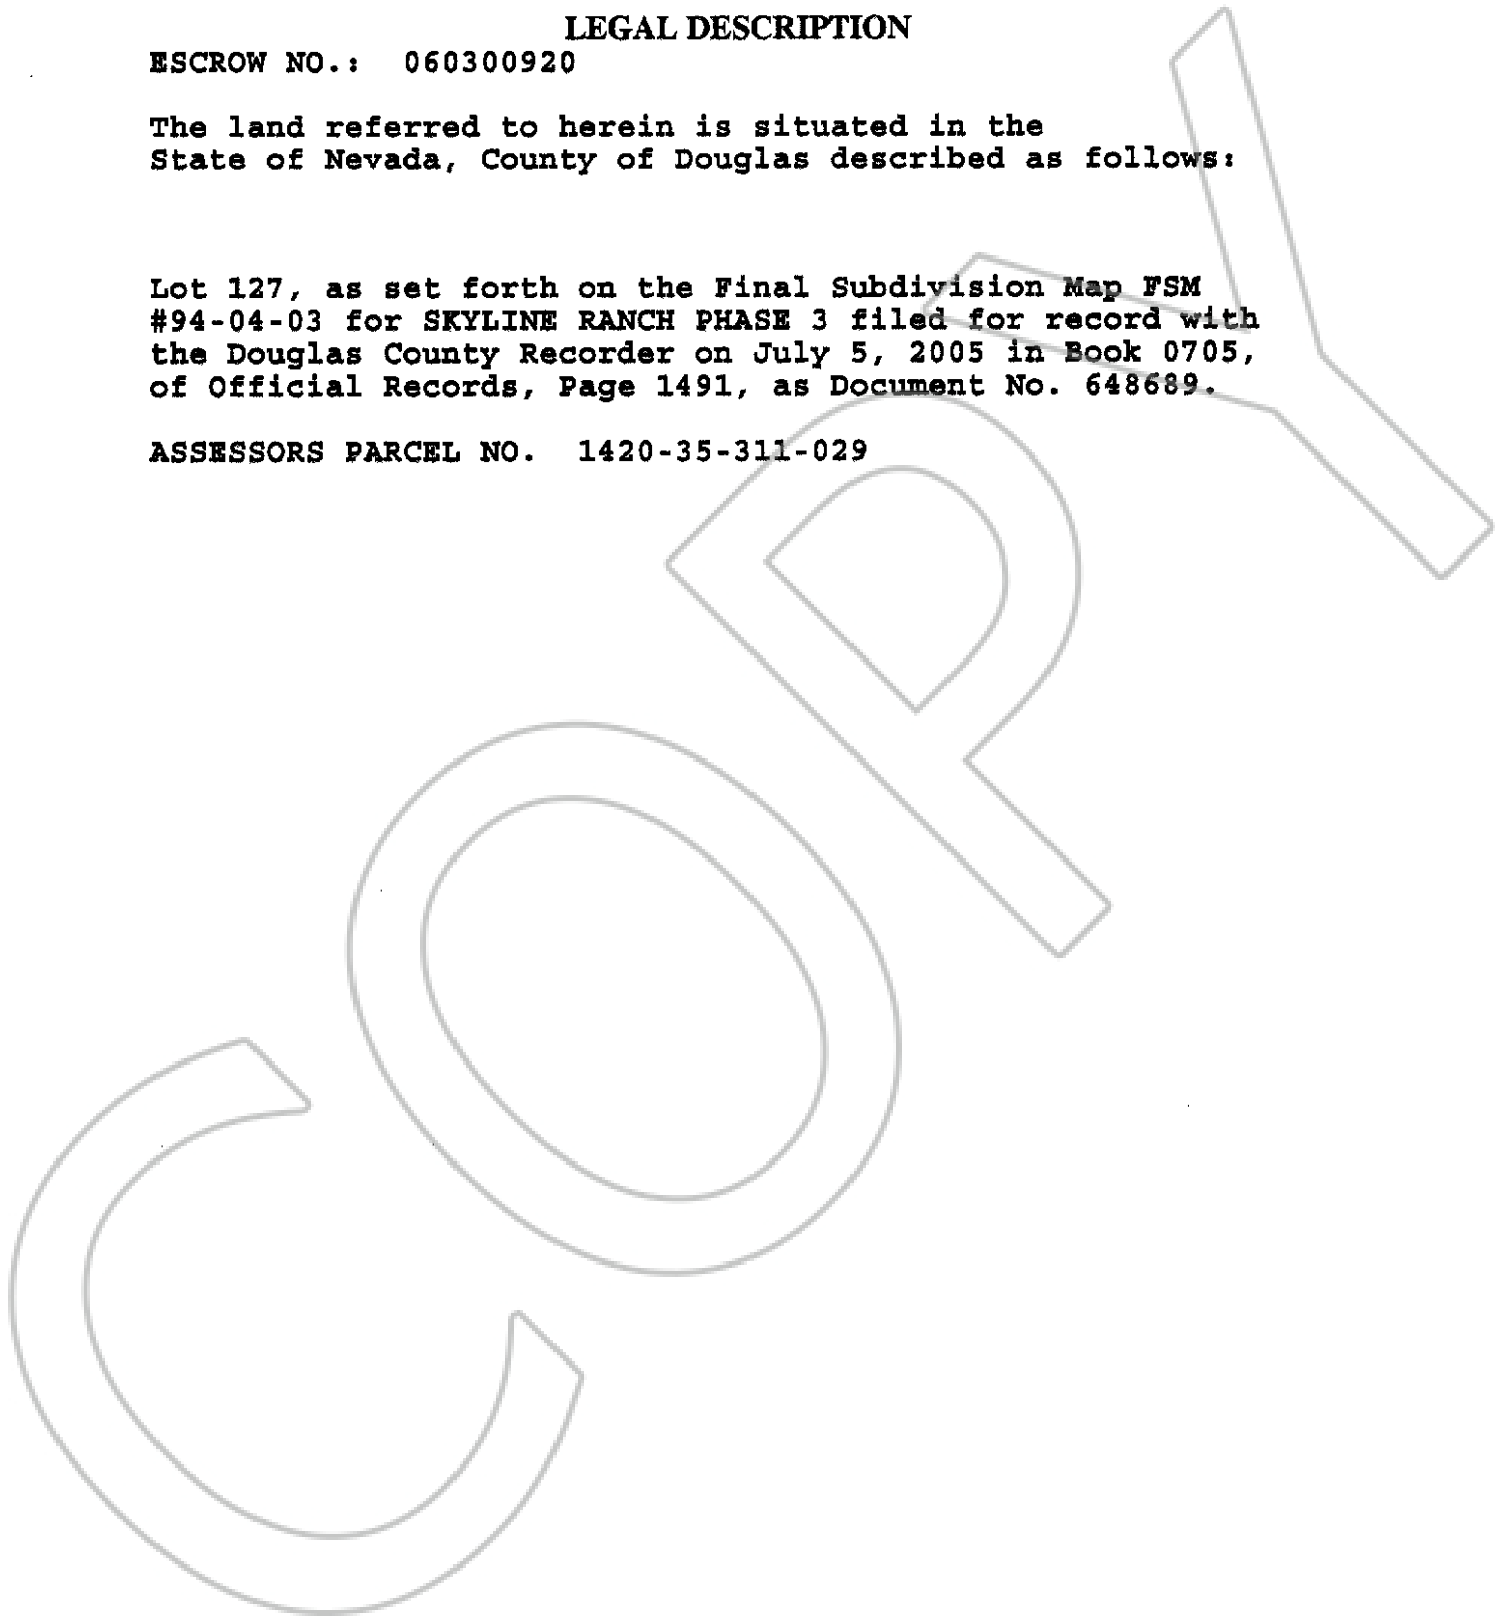 LEGAL DESCRIPTION
ESCROW NO.: 060300920
The land referred to herein is situated in the
State of Nevada, County of Douglas described as follows:
Lot 127, as set forth on the Final Subdivision Map FSM
#94-04-03 for SKYLINE RANCH PHASE 3 filed for record with
the Douglas County Recorder on July 5, 2005 in Book 0705,
of Official Records, Page 1491, as Document No. 648689.
ASSESSORS PARCEL NO. 1420-35-311-029
COPY